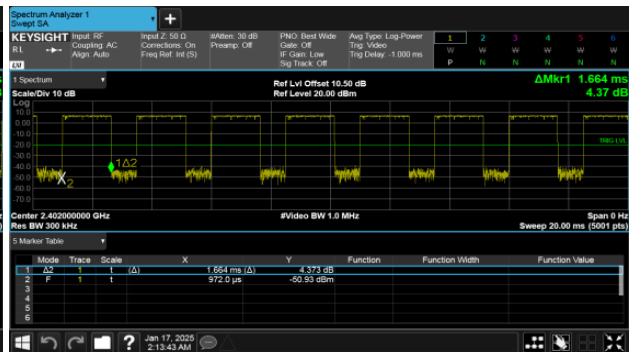 Spectrum Analyzer 1
Swept SA
+
KEYSIGHT Input: RF Input Z: 50 Ω #Atten: 30 dB PNO: Best Wide Avg Type: Log-Power 1 2 3 4 5 6
R L Coupling: AC Corrections: On Preamp: Off Gate: Off Trig: Video W W W W W W
Align: Auto Freq Ref: Int (S) IF Gain: Low Trig Delay: -1.000 ms P N N N N N
LXI Sig Track: Off
1 Spectrum Ref Lvl Offset 10.50 dB ΔMkr1 1.664 ms
Scale/Div 10 dB Ref Level 20.00 dBm 4.37 dB
Log
10.0
0.00
-10.0
-20.0 TRIG LVL
-30.0
-40.0 1Δ2
-50.0 X2
-60.0
-70.0
Center 2.402000000 GHz #Video BW 1.0 MHz Span 0 Hz
Res BW 300 kHz Sweep 20.00 ms (5001 pts)
5 Marker Table
Mode Trace Scale X Y Function Function Width Function Value
1 Δ2 1 t (Δ) 1.664 ms (Δ) 4.373 dB
2 F 1 t 972.0 µs -50.93 dBm
3
4
5
6
? Jan 17, 2025
2:13:43 AM